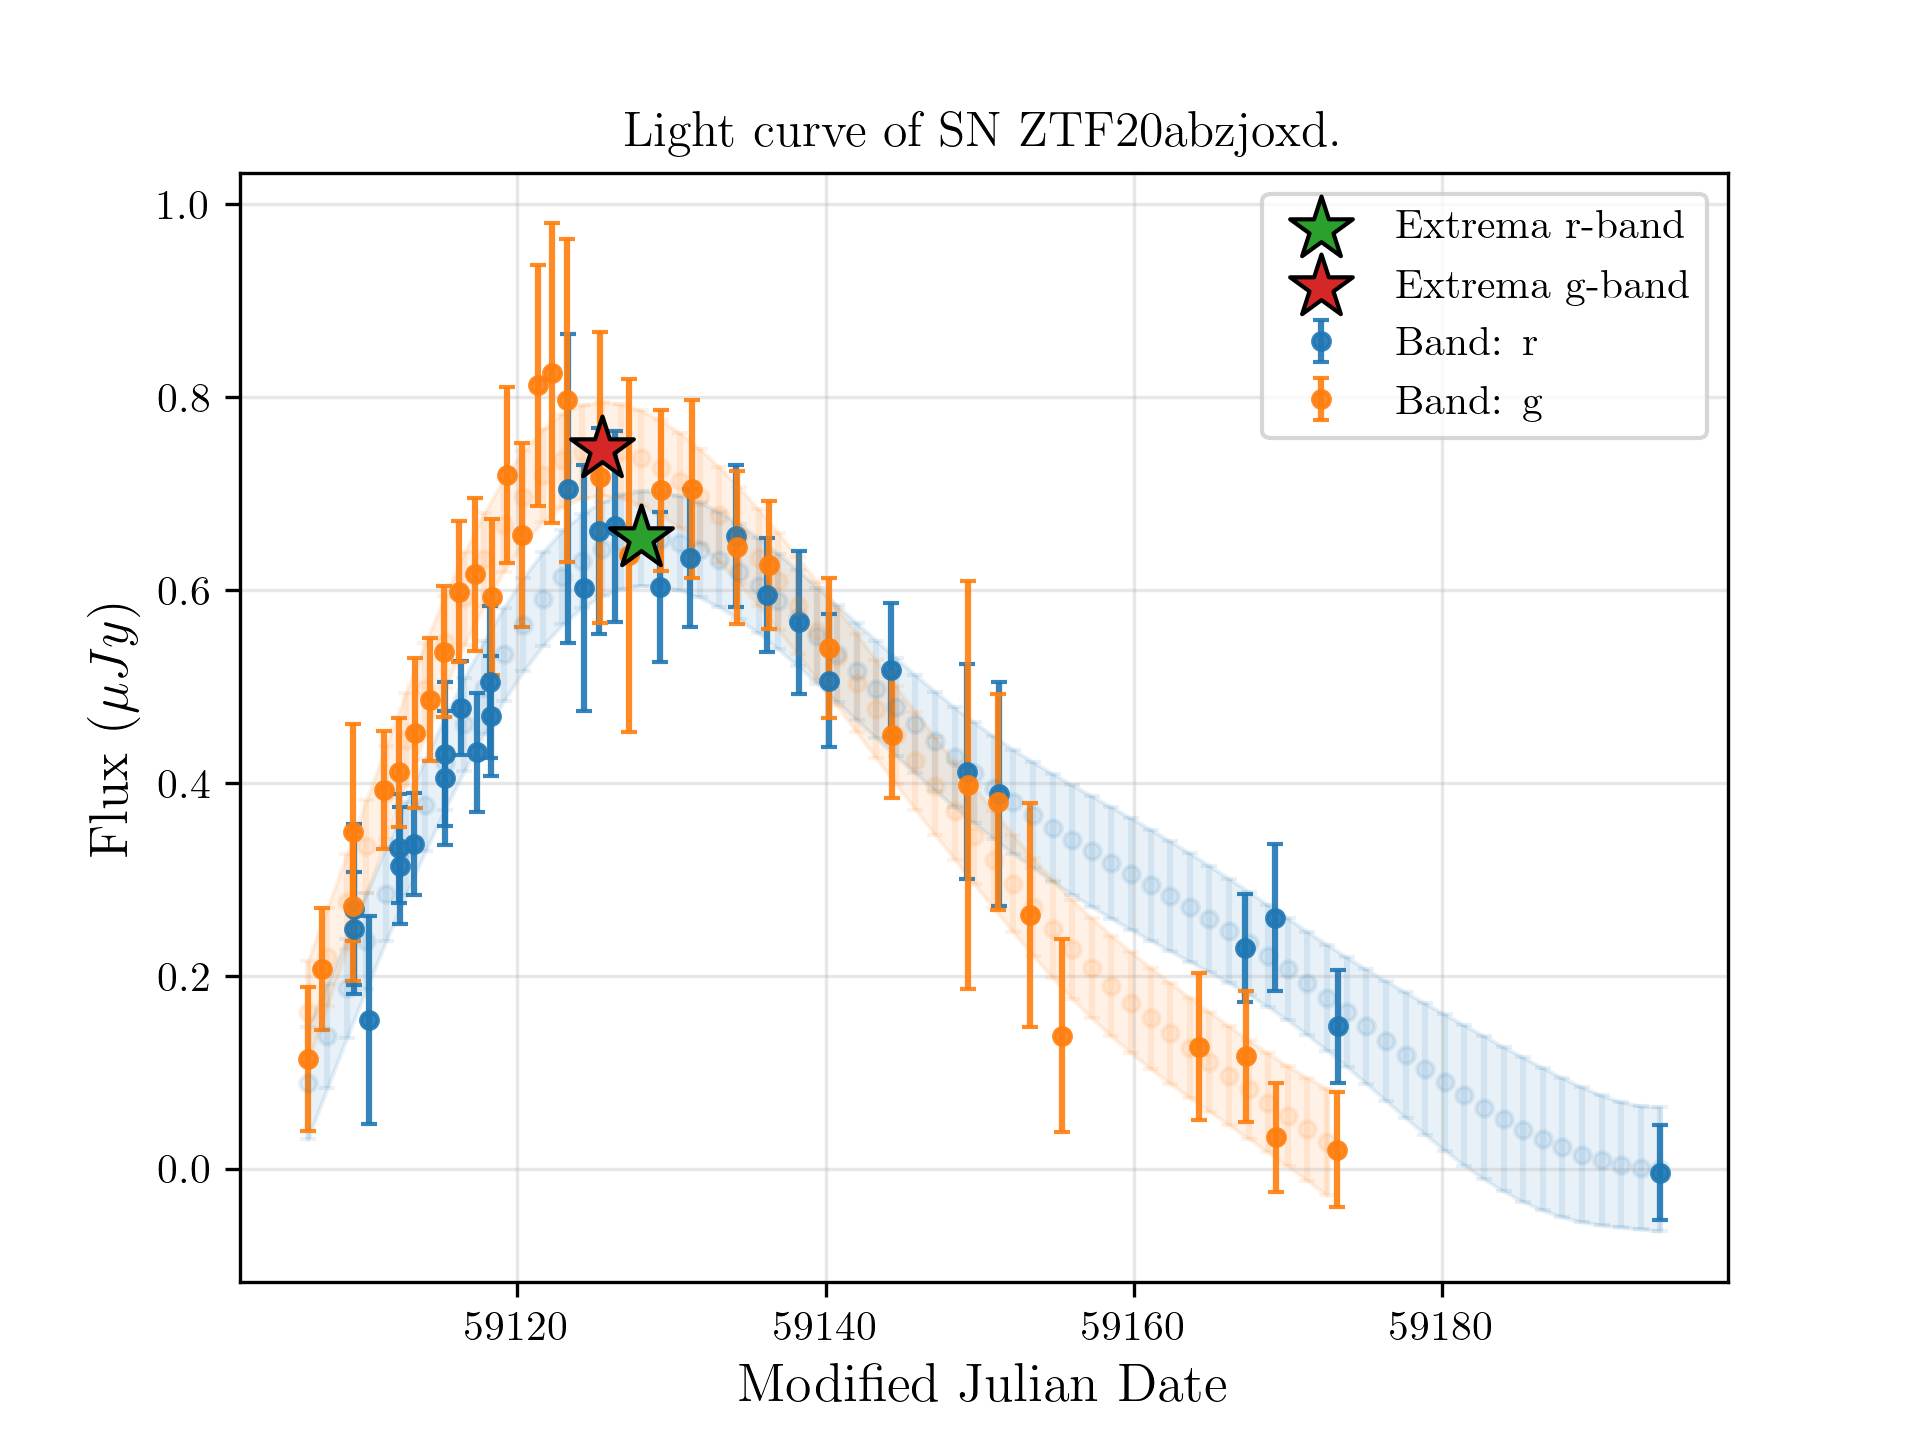 Light curve of SN ZTF20abzjoxd.
1.0
0.8
0.6
0.4
0.2
0.0
Flux (μJy)
Extrema r-band
Extrema g-band
Band: r
Band: g
59120 59140 59160 59180
Modified Julian Date